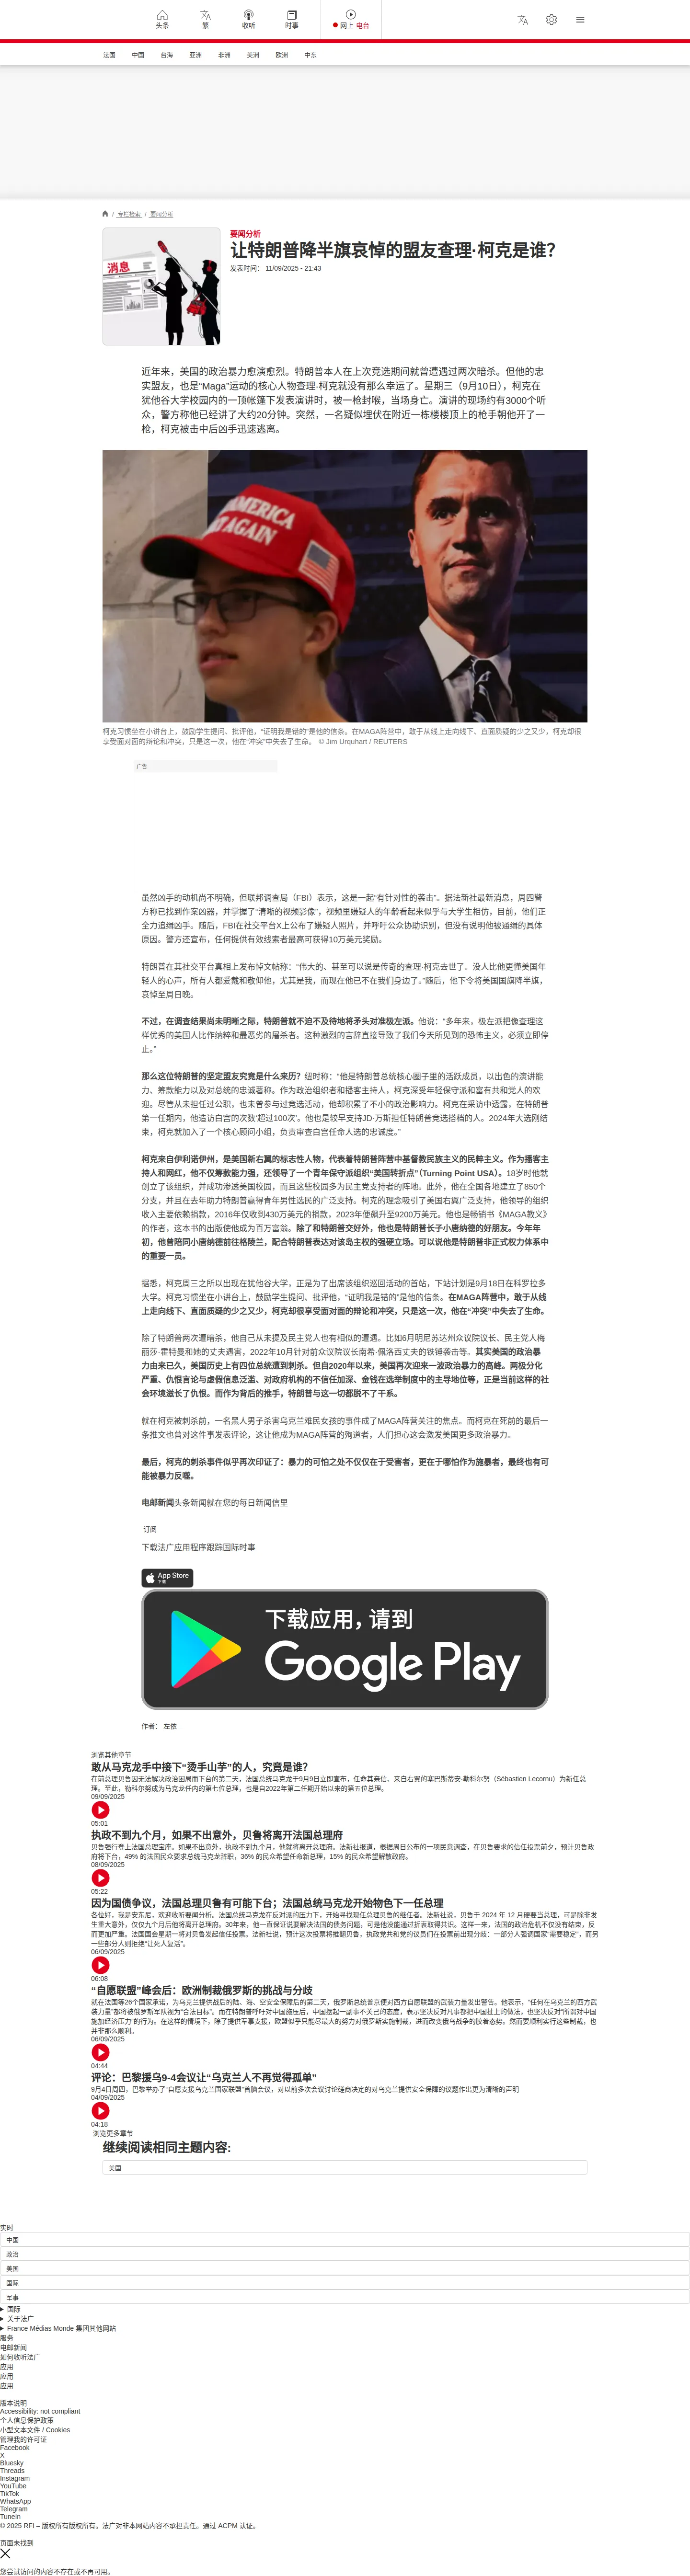 头条
繁
收听
时事
网上 电台
法国 中国 台海 亚洲 非洲 美洲 欧洲 中东
/ 专栏检索 / 要闻分析
消息
要闻分析
让特朗普降半旗哀悼的盟友查理·柯克是谁？
发表时间： 11/09/2025 - 21:43
近年来，美国的政治暴力愈演愈烈。特朗普本人在上次竞选期间就曾遭遇过两次暗杀。但他的忠
实盟友，也是“Maga”运动的核心人物查理·柯克就没有那么幸运了。星期三（9月10日），柯克在
犹他谷大学校园内的一顶帐篷下发表演讲时，被一枪封喉，当场身亡。演讲的现场约有3000个听
众，警方称他已经讲了大约20分钟。突然，一名疑似埋伏在附近一栋楼楼顶上的枪手朝他开了一
枪，柯克被击中后凶手迅速逃离。
AMERICA
AGAIN
柯克习惯坐在小讲台上，鼓励学生提问、批评他，“证明我是错的”是他的信条。在MAGA阵营中，敢于从线上走向线下、直面质疑的少之又少，柯克却很
享受面对面的辩论和冲突，只是这一次，他在“冲突”中失去了生命。 © Jim Urquhart / REUTERS
广告
虽然凶手的动机尚不明确，但联邦调查局（FBI）表示，这是一起“有针对性的袭击”。据法新社最新消息，周四警
方称已找到作案凶器，并掌握了“清晰的视频影像”，视频里嫌疑人的年龄看起来似乎与大学生相仿，目前，他们正
全力追缉凶手。随后，FBI在社交平台X上公布了嫌疑人照片，并呼吁公众协助识别，但没有说明他被通缉的具体
原因。警方还宣布，任何提供有效线索者最高可获得10万美元奖励。
特朗普在其社交平台真相上发布悼文帖称：“伟大的、甚至可以说是传奇的查理·柯克去世了。没人比他更懂美国年
轻人的心声，所有人都爱戴和敬仰他，尤其是我，而现在他已不在我们身边了。”随后，他下令将美国国旗降半旗，
哀悼至周日晚。
不过，在调查结果尚未明晰之际，特朗普就不迫不及待地将矛头对准极左派。他说：“多年来，极左派把像查理这
样优秀的美国人比作纳粹和最恶劣的屠杀者。这种激烈的言辞直接导致了我们今天所见到的恐怖主义，必须立即停
止。”
那么这位特朗普的坚定盟友究竟是什么来历？纽时称：“他是特朗普总统核心圈子里的活跃成员，以出色的演讲能
力、筹款能力以及对总统的忠诚著称。作为政治组织者和播客主持人，柯克深受年轻保守派和富有共和党人的欢
迎。尽管从未担任过公职，也未曾参与过竞选活动，他却积累了不小的政治影响力。柯克在采访中透露，在特朗普
第一任期内，他造访白宫的次数‘超过100次’。他也是较早支持JD·万斯担任特朗普竞选搭档的人。2024年大选刚结
束，柯克就加入了一个核心顾问小组，负责审查白宫任命人选的忠诚度。”
柯克来自伊利诺伊州，是美国新右翼的标志性人物，代表着特朗普阵营中基督教民族主义的民粹主义。作为播客主
持人和网红，他不仅筹款能力强，还领导了一个青年保守派组织“美国转折点”（Turning Point USA）。18岁时他就
创立了该组织，并成功渗透美国校园，而且这些校园多为民主党支持者的阵地。此外，他在全国各地建立了850个
分支，并且在去年助力特朗普赢得青年男性选民的广泛支持。柯克的理念吸引了美国右翼广泛支持，他领导的组织
收入主要依赖捐款，2016年仅收到430万美元的捐款，2023年便飙升至9200万美元。他也是畅销书《MAGA教义》
的作者，这本书的出版使他成为百万富翁。除了和特朗普交好外，他也是特朗普长子小唐纳德的好朋友。今年年
初，他曾陪同小唐纳德前往格陵兰，配合特朗普表达对该岛主权的强硬立场。可以说他是特朗普非正式权力体系中
的重要一员。
据悉，柯克周三之所以出现在犹他谷大学，正是为了出席该组织巡回活动的首站，下站计划是9月18日在科罗拉多
大学。柯克习惯坐在小讲台上，鼓励学生提问、批评他，“证明我是错的”是他的信条。在MAGA阵营中，敢于从线
上走向线下、直面质疑的少之又少，柯克却很享受面对面的辩论和冲突，只是这一次，他在“冲突”中失去了生命。
除了特朗普两次遭暗杀，他自己从未提及民主党人也有相似的遭遇。比如6月明尼苏达州众议院议长、民主党人梅
丽莎·霍特曼和她的丈夫遇害，2022年10月针对前众议院议长南希·佩洛西丈夫的铁锤袭击等。其实美国的政治暴
力由来已久，美国历史上有四位总统遭到刺杀。但自2020年以来，美国再次迎来一波政治暴力的高峰。两极分化
严重、仇恨言论与虚假信息泛滥、对政府机构的不信任加深、金钱在选举制度中的主导地位等，正是当前这样的社
会环境滋长了仇恨。而作为背后的推手，特朗普与这一切都脱不了干系。
就在柯克被刺杀前，一名黑人男子杀害乌克兰难民女孩的事件成了MAGA阵营关注的焦点。而柯克在死前的最后一
条推文也曾对这件事发表评论，这让他成为MAGA阵营的殉道者，人们担心这会激发美国更多政治暴力。
最后，柯克的刺杀事件似乎再次印证了：暴力的可怕之处不仅仅在于受害者，更在于哪怕作为施暴者，最终也有可
能被暴力反噬。
电邮新闻头条新闻就在您的每日新闻信里
订阅
下载法广应用程序跟踪国际时事
App Store
下载
下载应用，请到
Google Play
作者： 左依
浏览其他章节
敢从马克龙手中接下“烫手山芋”的人，究竟是谁？
在前总理贝鲁因无法解决政治困局而下台的第二天，法国总统马克龙于9月9日立即宣布，任命其亲信、来自右翼的塞巴斯蒂安·勒科尔努（Sébastien Lecornu）为新任总
理。至此，勒科尔努成为马克龙任内的第七位总理，也是自2022年第二任期开始以来的第五位总理。
09/09/2025
05:01
执政不到九个月，如果不出意外，贝鲁将离开法国总理府
贝鲁强行登上法国总理宝座。如果不出意外，执政不到九个月，他就将离开总理府。法新社报道，根据周日公布的一项民意调查，在贝鲁要求的信任投票前夕，预计贝鲁政
府将下台，49% 的法国民众要求总统马克龙辞职，36% 的民众希望任命新总理，15% 的民众希望解散政府。
08/09/2025
05:22
因为国债争议，法国总理贝鲁有可能下台；法国总统马克龙开始物色下一任总理
各位好，我是安东尼，欢迎收听要闻分析。法国总统马克龙在反对派的压力下，开始寻找现任总理贝鲁的继任者。法新社说，贝鲁于 2024 年 12 月硬要当总理，可是除非发
生重大意外，仅仅九个月后他将离开总理府。30年来，他一直保证说要解决法国的债务问题，可是他没能通过折衷取得共识。这样一来，法国的政治危机不仅没有结束，反
而更加严重。法国国会星期一将对贝鲁发起信任投票。法新社说，预计这次投票将推翻贝鲁，执政党共和党的议员们在投票前出现分歧：一部分人强调国家“需要稳定”，而另
一些部分人则拒绝“让死人复活”。
06/09/2025
06:08
“自愿联盟”峰会后：欧洲制裁俄罗斯的挑战与分歧
就在法国等26个国家承诺，为乌克兰提供战后的陆、海、空安全保障后的第二天，俄罗斯总统普京便对西方自愿联盟的武装力量发出警告。他表示，“任何在乌克兰的西方武
装力量”都将被俄罗斯军队视为“合法目标”。而在特朗普呼吁对中国施压后，中国摆起一副事不关己的态度，表示坚决反对凡事都把中国扯上的做法，也坚决反对“所谓对中国
施加经济压力”的行为。在这样的情境下，除了提供军事支援，欧盟似乎只能尽最大的努力对俄罗斯实施制裁，进而改变俄乌战争的胶着态势。然而要顺利实行这些制裁，也
并非那么顺利。
06/09/2025
04:44
评论：巴黎援乌9-4会议让“乌克兰人不再觉得孤单”
9月4日周四，巴黎举办了“自愿支援乌克兰国家联盟”首脑会议，对以前多次会议讨论磋商决定的对乌克兰提供安全保障的议题作出更为清晰的声明
04/09/2025
04:18
浏览更多章节
继续阅读相同主题内容:
美国
实时
中国
政治
美国
国际
军事
国际
关于法广
France Médias Monde 集团其他网站
服务
电邮新闻
如何收听法广
应用
应用
应用
版本说明
Accessibility: not compliant
个人信息保护政策
小型文本文件 / Cookies
管理我的许可证
Facebook
X
Bluesky
Threads
Instagram
YouTube
TikTok
WhatsApp
Telegram
TuneIn
© 2025 RFI – 版权所有版权所有。法广对非本网站内容不承担责任。通过 ACPM 认证。
页面未找到
您尝试访问的内容不存在或不再可用。